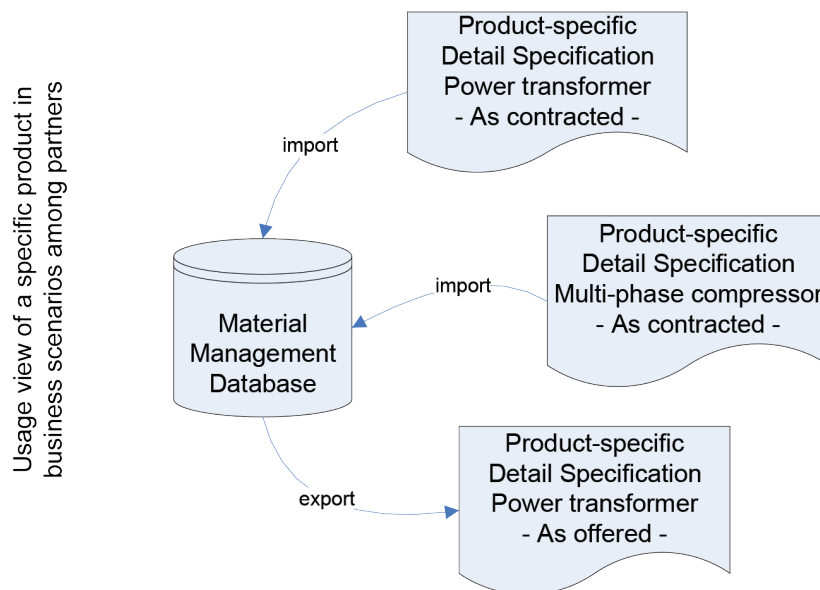 Usage view of a specific product in
business scenarios among partners
Product-specific
Detail Specification
Power transformer
- As contracted -
import
Product-specific
Detail Specification
Multi-phase compressor
- As contracted -
import
Material
Management
Database
export
Product-specific
Detail Specification
Power transformer
- As offered -